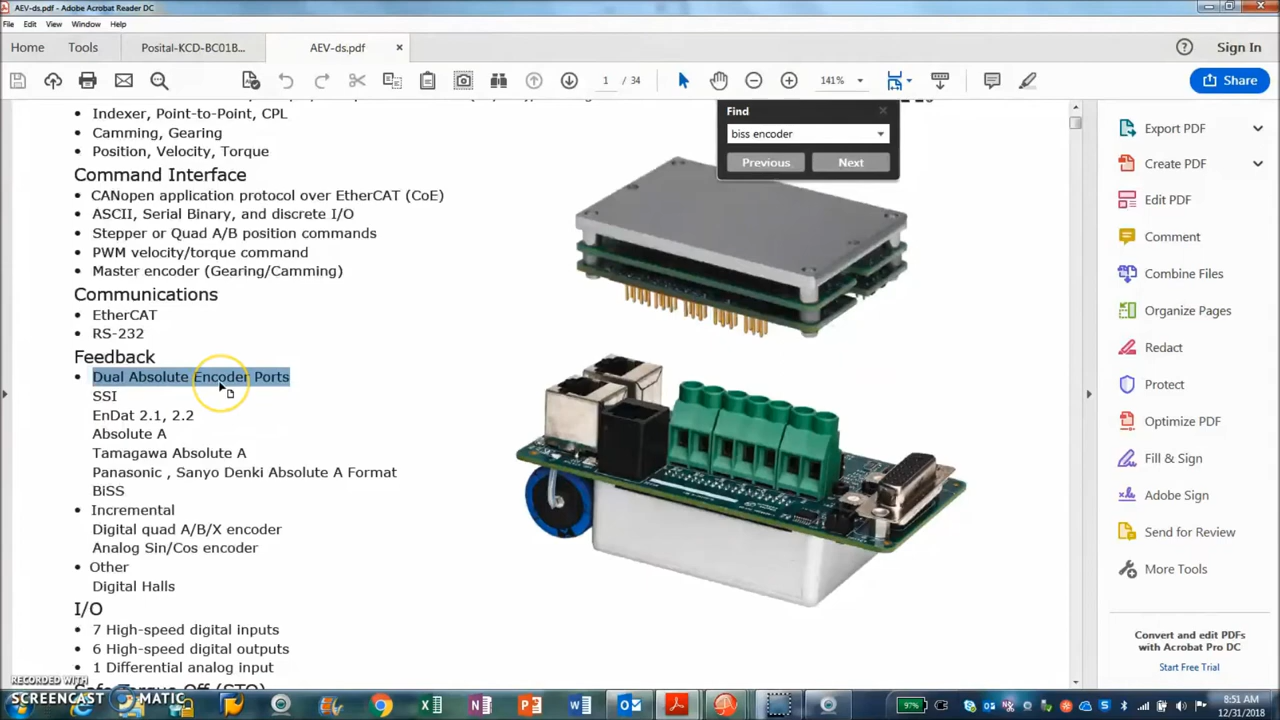 AEV-ds.pdf - Adobe Acrobat Reader DC
File Edit View Window Help
Home Tools Posital-KCD-BC01B... AEV-ds.pdf × Sign In
1 / 34 141% Share
Indexer, Point-to-Point, CPL
• Camming, Gearing
• Position, Velocity, Torque
Command Interface
• CANopen application protocol over EtherCAT (CoE)
• ASCII, Serial Binary, and discrete I/O
• Stepper or Quad A/B position commands
• PWM velocity/torque command
• Master encoder (Gearing/Camming)
Communications
• EtherCAT
• RS-232
Feedback
• Dual Absolute Encoder Ports
SSI
EnDat 2.1, 2.2
Absolute A
Tamagawa Absolute A
Panasonic , Sanyo Denki Absolute A Format
BiSS
• Incremental
Digital quad A/B/X encoder
Analog Sin/Cos encoder
• Other
Digital Halls
I/O
• 7 High-speed digital inputs
• 6 High-speed digital outputs
• 1 Differential analog input
Safe Torque Off (STO)
Find
biss encoder
Previous Next
Export PDF
Create PDF
Edit PDF
Comment
Combine Files
Organize Pages
Redact
Protect
Optimize PDF
Fill & Sign
Adobe Sign
Send for Review
More Tools
Convert and edit PDFs
with Acrobat Pro DC
Start Free Trial
RECORDED WITH
SCREENCAST MATIC
97%
8:51 AM
12/31/2018